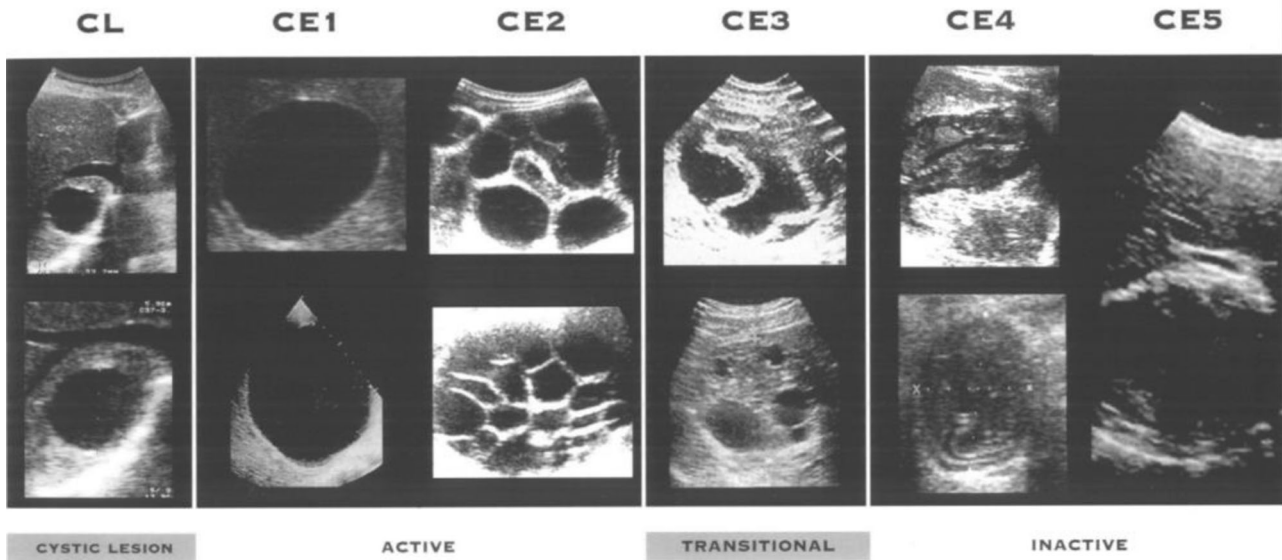 CL CE1 CE2 CE3 CE4 CE5
CYSTIC LESION ACTIVE TRANSITIONAL INACTIVE